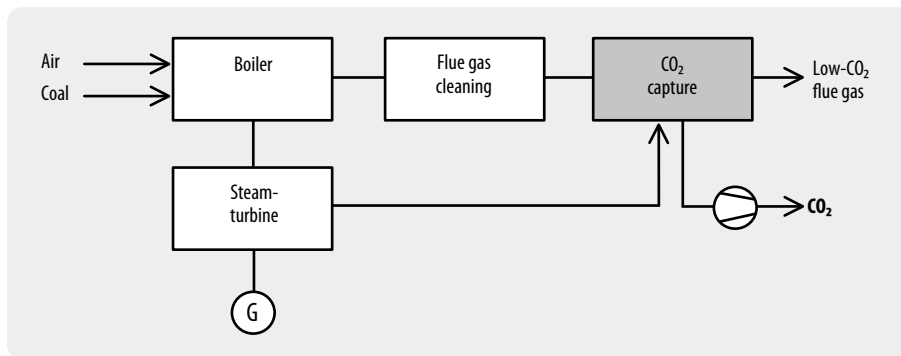 Air
Coal
Boiler
Flue gas
cleaning
CO₂
capture
Low-CO₂
flue gas
Steam-
turbine
CO₂
G